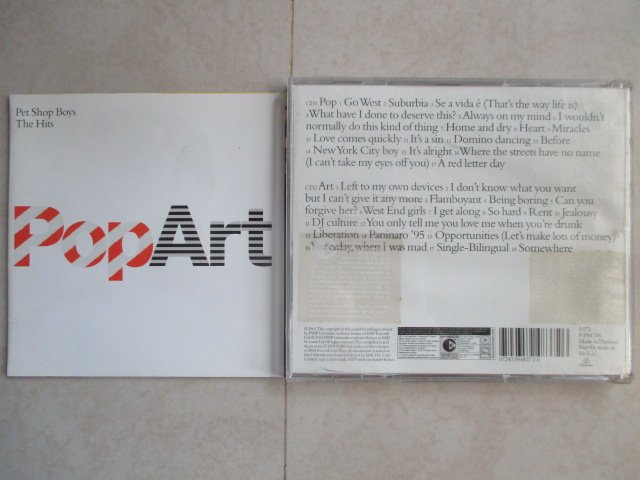 Pet Shop Boys
The Hits
PopArt
CD1 Pop 1 Go West 2 Suburbia 3 Se a vida é (That's the way life is)
4 What have I done to deserve this? 5 Always on my mind 6 I wouldn't
normally do this kind of thing 7 Home and dry 8 Heart 9 Miracles
10 Love comes quickly 11 It's a sin 12 Domino dancing 13 Before
14 New York City boy 15 It's alright 16 Where the streets have no name
(I can't take my eyes off you) 17 A red letter day
CD2 Art 1 Left to my own devices 2 I don't know what you want
but I can't give it any more 3 Flamboyant 4 Being boring 5 Can you
forgive her? 6 West End girls 7 I get along 8 So hard 9 Rent 10 Jealousy
11 DJ culture 12 You only tell me you love me when you're drunk
13 Liberation 14 Paninaro '95 15 Opportunities (Let's make lots of money)
16 Yesterday, when I was mad 17 Single-Bilingual 18 Somewhere